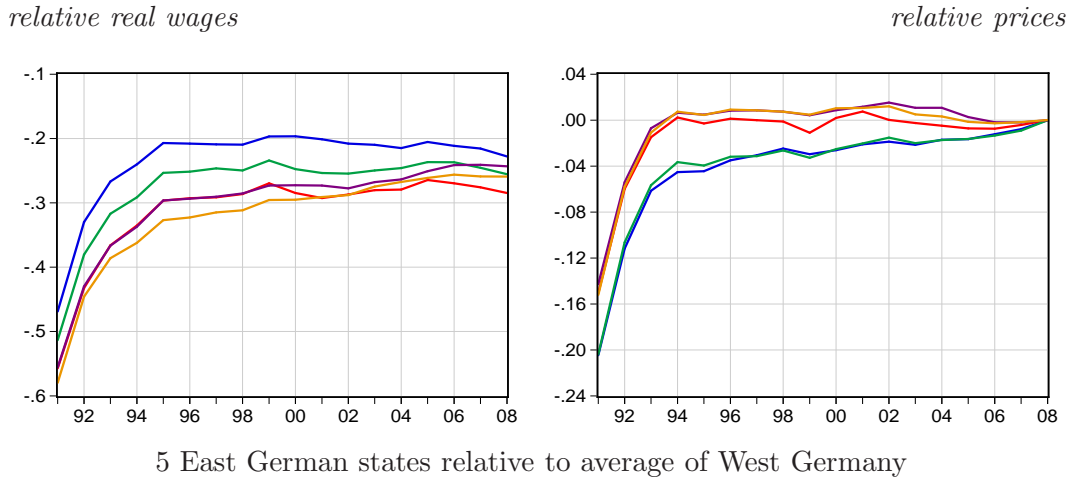 relative real wages
relative prices
-.1
-.2
-.3
-.4
-.5
-.6
92 94 96 98 00 02 04 06 08
.04
.00
-.04
-.08
-.12
-.16
-.20
-.24
92 94 96 98 00 02 04 06 08
5 East German states relative to average of West Germany